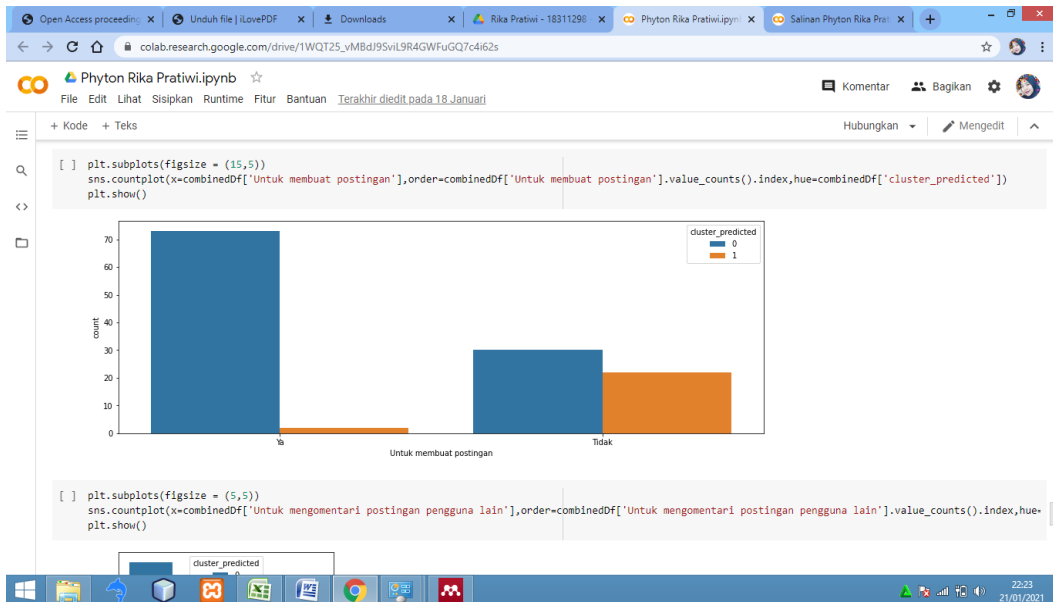 Open Access proceeding
Unduh file | iLovePDF
Downloads
Rika Pratiwi - 18311298
Phyton Rika Pratiwi.ipyn
Salinan Phyton Rika Prati
colab.research.google.com/drive/1WQT25_vMBdJ9SviL9R4GWFuGQ7c4i62s
CO
Phyton Rika Pratiwi.ipynb
Komentar
Bagikan
File Edit Lihat Sisipkan Runtime Fitur Bantuan Terakhir diedit pada 18 Januari
+ Kode + Teks
Hubungkan
Mengedit
[ ] plt.subplots(figsize = (15,5))
sns.countplot(x=combinedDf['Untuk membuat postingan'],order=combinedDf['Untuk membuat postingan'].value_counts().index,hue=combinedDf['cluster_predicted'])
plt.show()
cluster_predicted
0
1
70
60
50
40
30
20
10
0
count
Ya
Tidak
Untuk membuat postingan
[ ] plt.subplots(figsize = (5,5))
sns.countplot(x=combinedDf['Untuk mengomentari postingan pengguna lain'],order=combinedDf['Untuk mengomentari postingan pengguna lain'].value_counts().index,hue=
plt.show()
cluster_predicted
22:23
21/01/2021